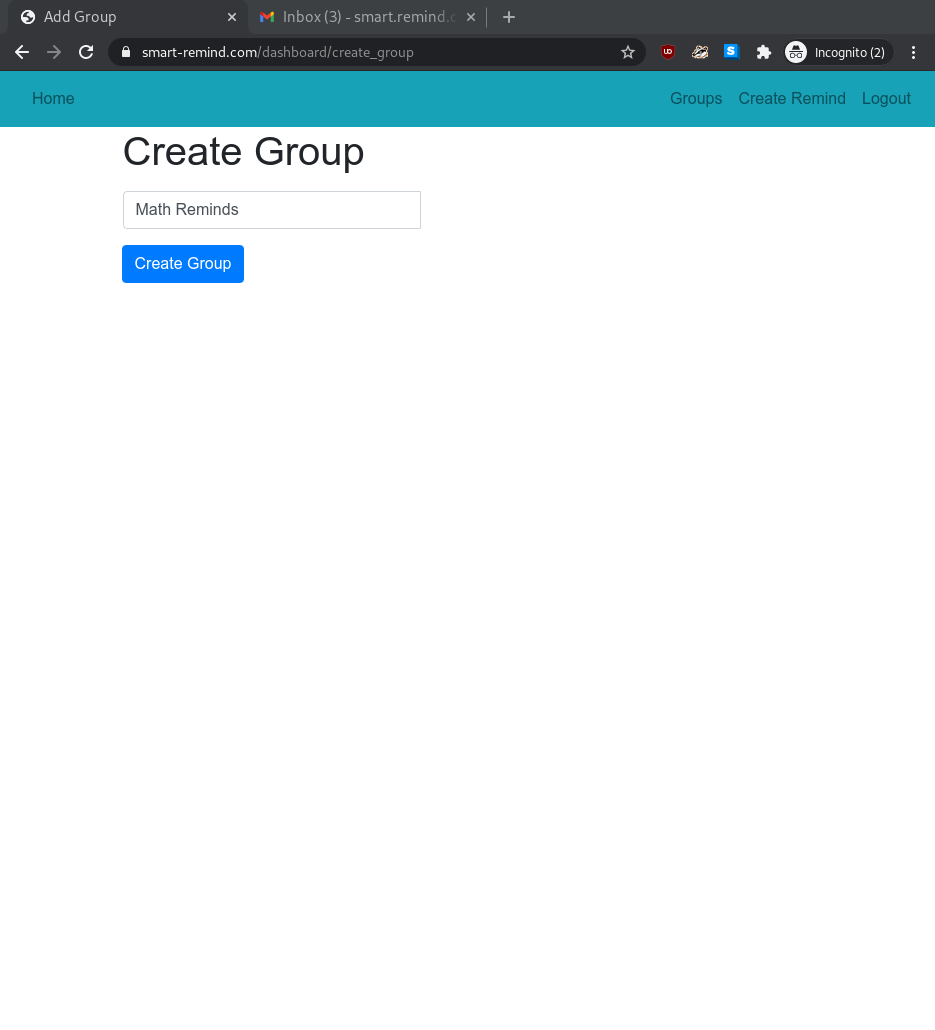 Add Group
Inbox (3) - smart.remind.
smart-remind.com/dashboard/create_group
Incognito (2)
Home
Groups
Create Remind
Logout
Create Group
Math Reminds
Create Group